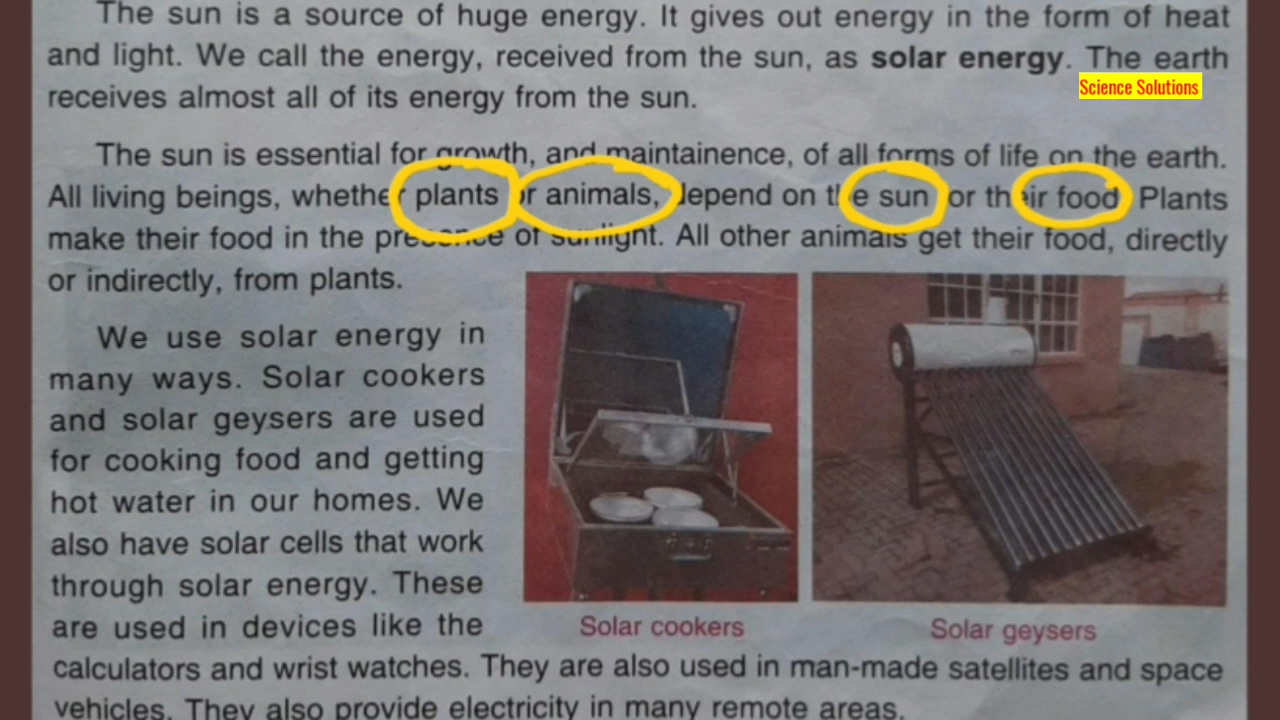 The sun is a source of huge energy. It gives out energy in the form of heat
and light. We call the energy, received from the sun, as solar energy. The earth
Science Solutions
receives almost all of its energy from the sun.
The sun is essential for growth, and maintainence, of all forms of life on the earth.
All living beings, whether plants or animals, depend on the sun for their food. Plants
make their food in the presence of sunlight. All other animals get their food, directly
or indirectly, from plants.
We use solar energy in
many ways. Solar cookers
and solar geysers are used
for cooking food and getting
hot water in our homes. We
also have solar cells that work
through solar energy. These
are used in devices like the
Solar cookers
Solar geysers
calculators and wrist watches. They are also used in man-made satellites and space
vehicles. They also provide electricity in many remote areas.